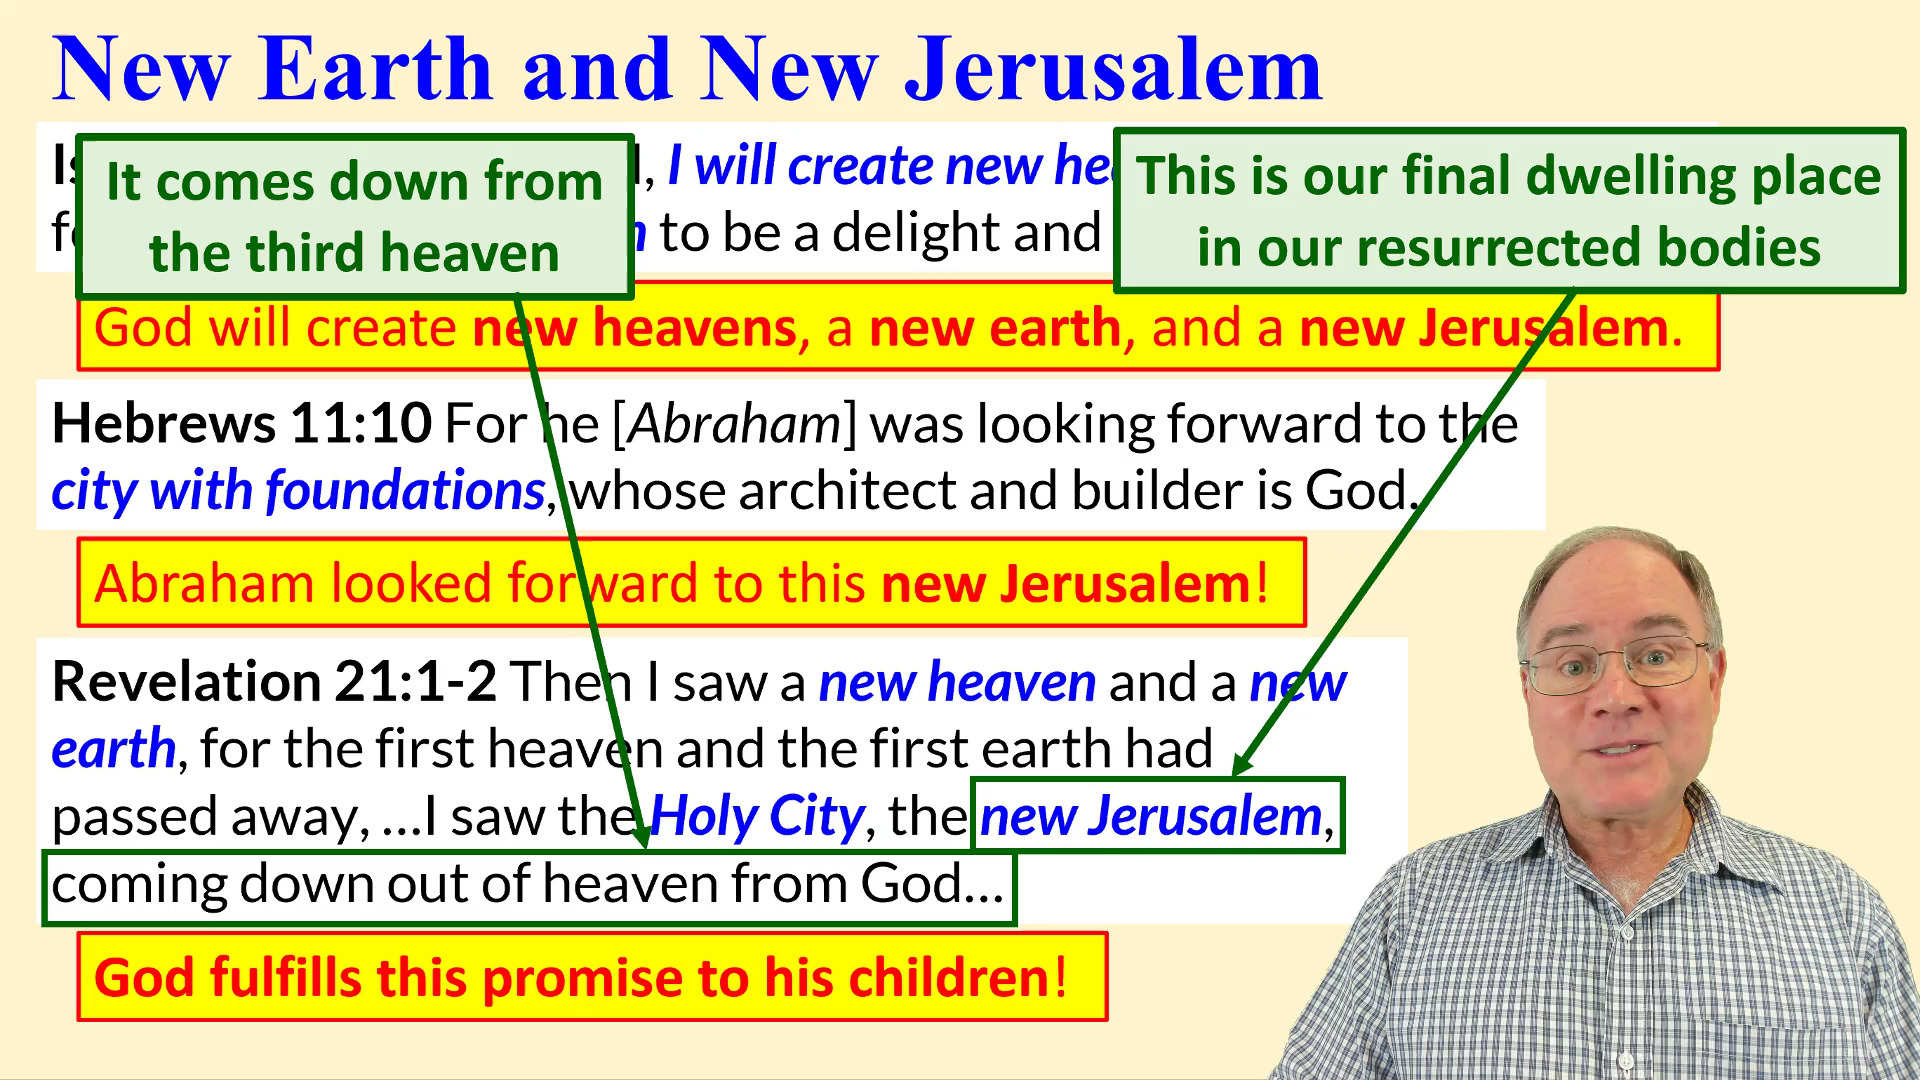 New Earth and New Jerusalem
It comes down from
the third heaven
This is our final dwelling place
in our resurrected bodies
, I will create new
to be a delight and
God will create new heavens, a new earth, and a new Jerusalem.
Hebrews 11:10 For he [Abraham] was looking forward to the
city with foundations, whose architect and builder is God.
Abraham looked forward to this new Jerusalem!
Revelation 21:1-2 Then I saw a new heaven and a new
earth, for the first heaven and the first earth had
passed away, ...I saw the Holy City, the new Jerusalem,
coming down out of heaven from God...
God fulfills this promise to his children!